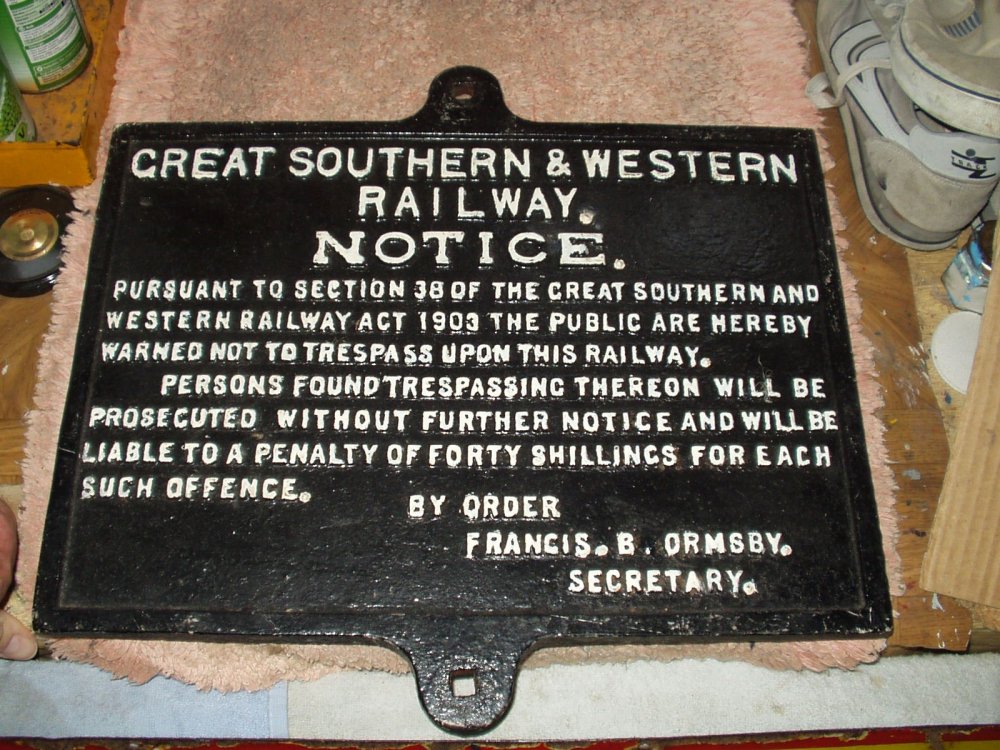 GREAT SOUTHERN & WESTERN
RAILWAY.
NOTICE.
PURSUANT TO SECTION 38 OF THE GREAT SOUTHERN AND
WESTERN RAILWAY ACT 1903 THE PUBLIC ARE HEREBY
WARNED NOT TO TRESPASS UPON THIS RAILWAY.
PERSONS FOUND TRESPASSING THEREON WILL BE
PROSECUTED WITHOUT FURTHER NOTICE AND WILL BE
LIABLE TO A PENALTY OF FORTY SHILLINGS FOR EACH
SUCH OFFENCE.
BY ORDER
FRANCIS. B. ORMSBY.
SECRETARY.